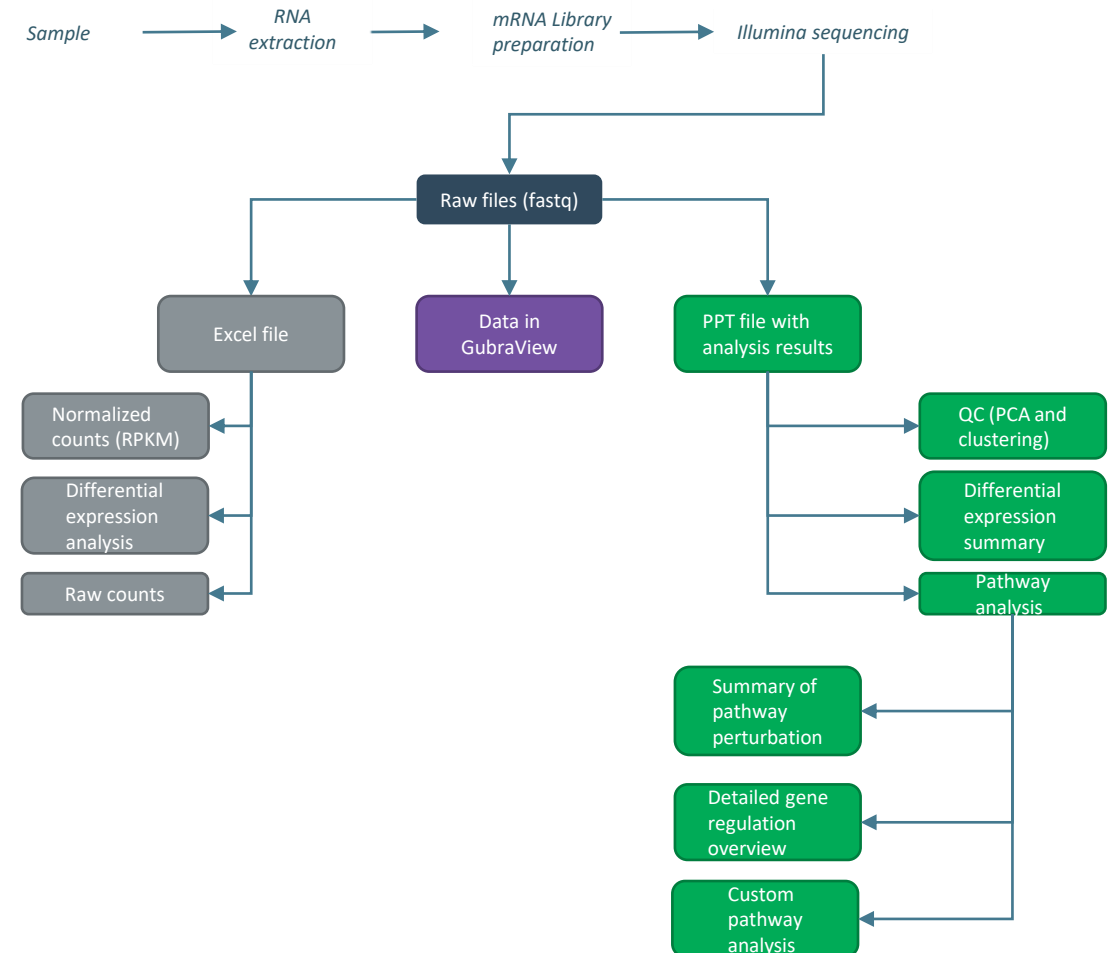 Sample
RNA
extraction
mRNA Library
preparation
Illumina sequencing
Raw files (fastq)
Excel file
Data in
GubraView
PPT file with
analysis results
Normalized
counts (RPKM)
QC (PCA and
clustering)
Differential
expression
analysis
Differential
expression
summary
Raw counts
Pathway
analysis
Summary of
pathway
perturbation
Detailed gene
regulation
overview
Custom
pathway
analysis